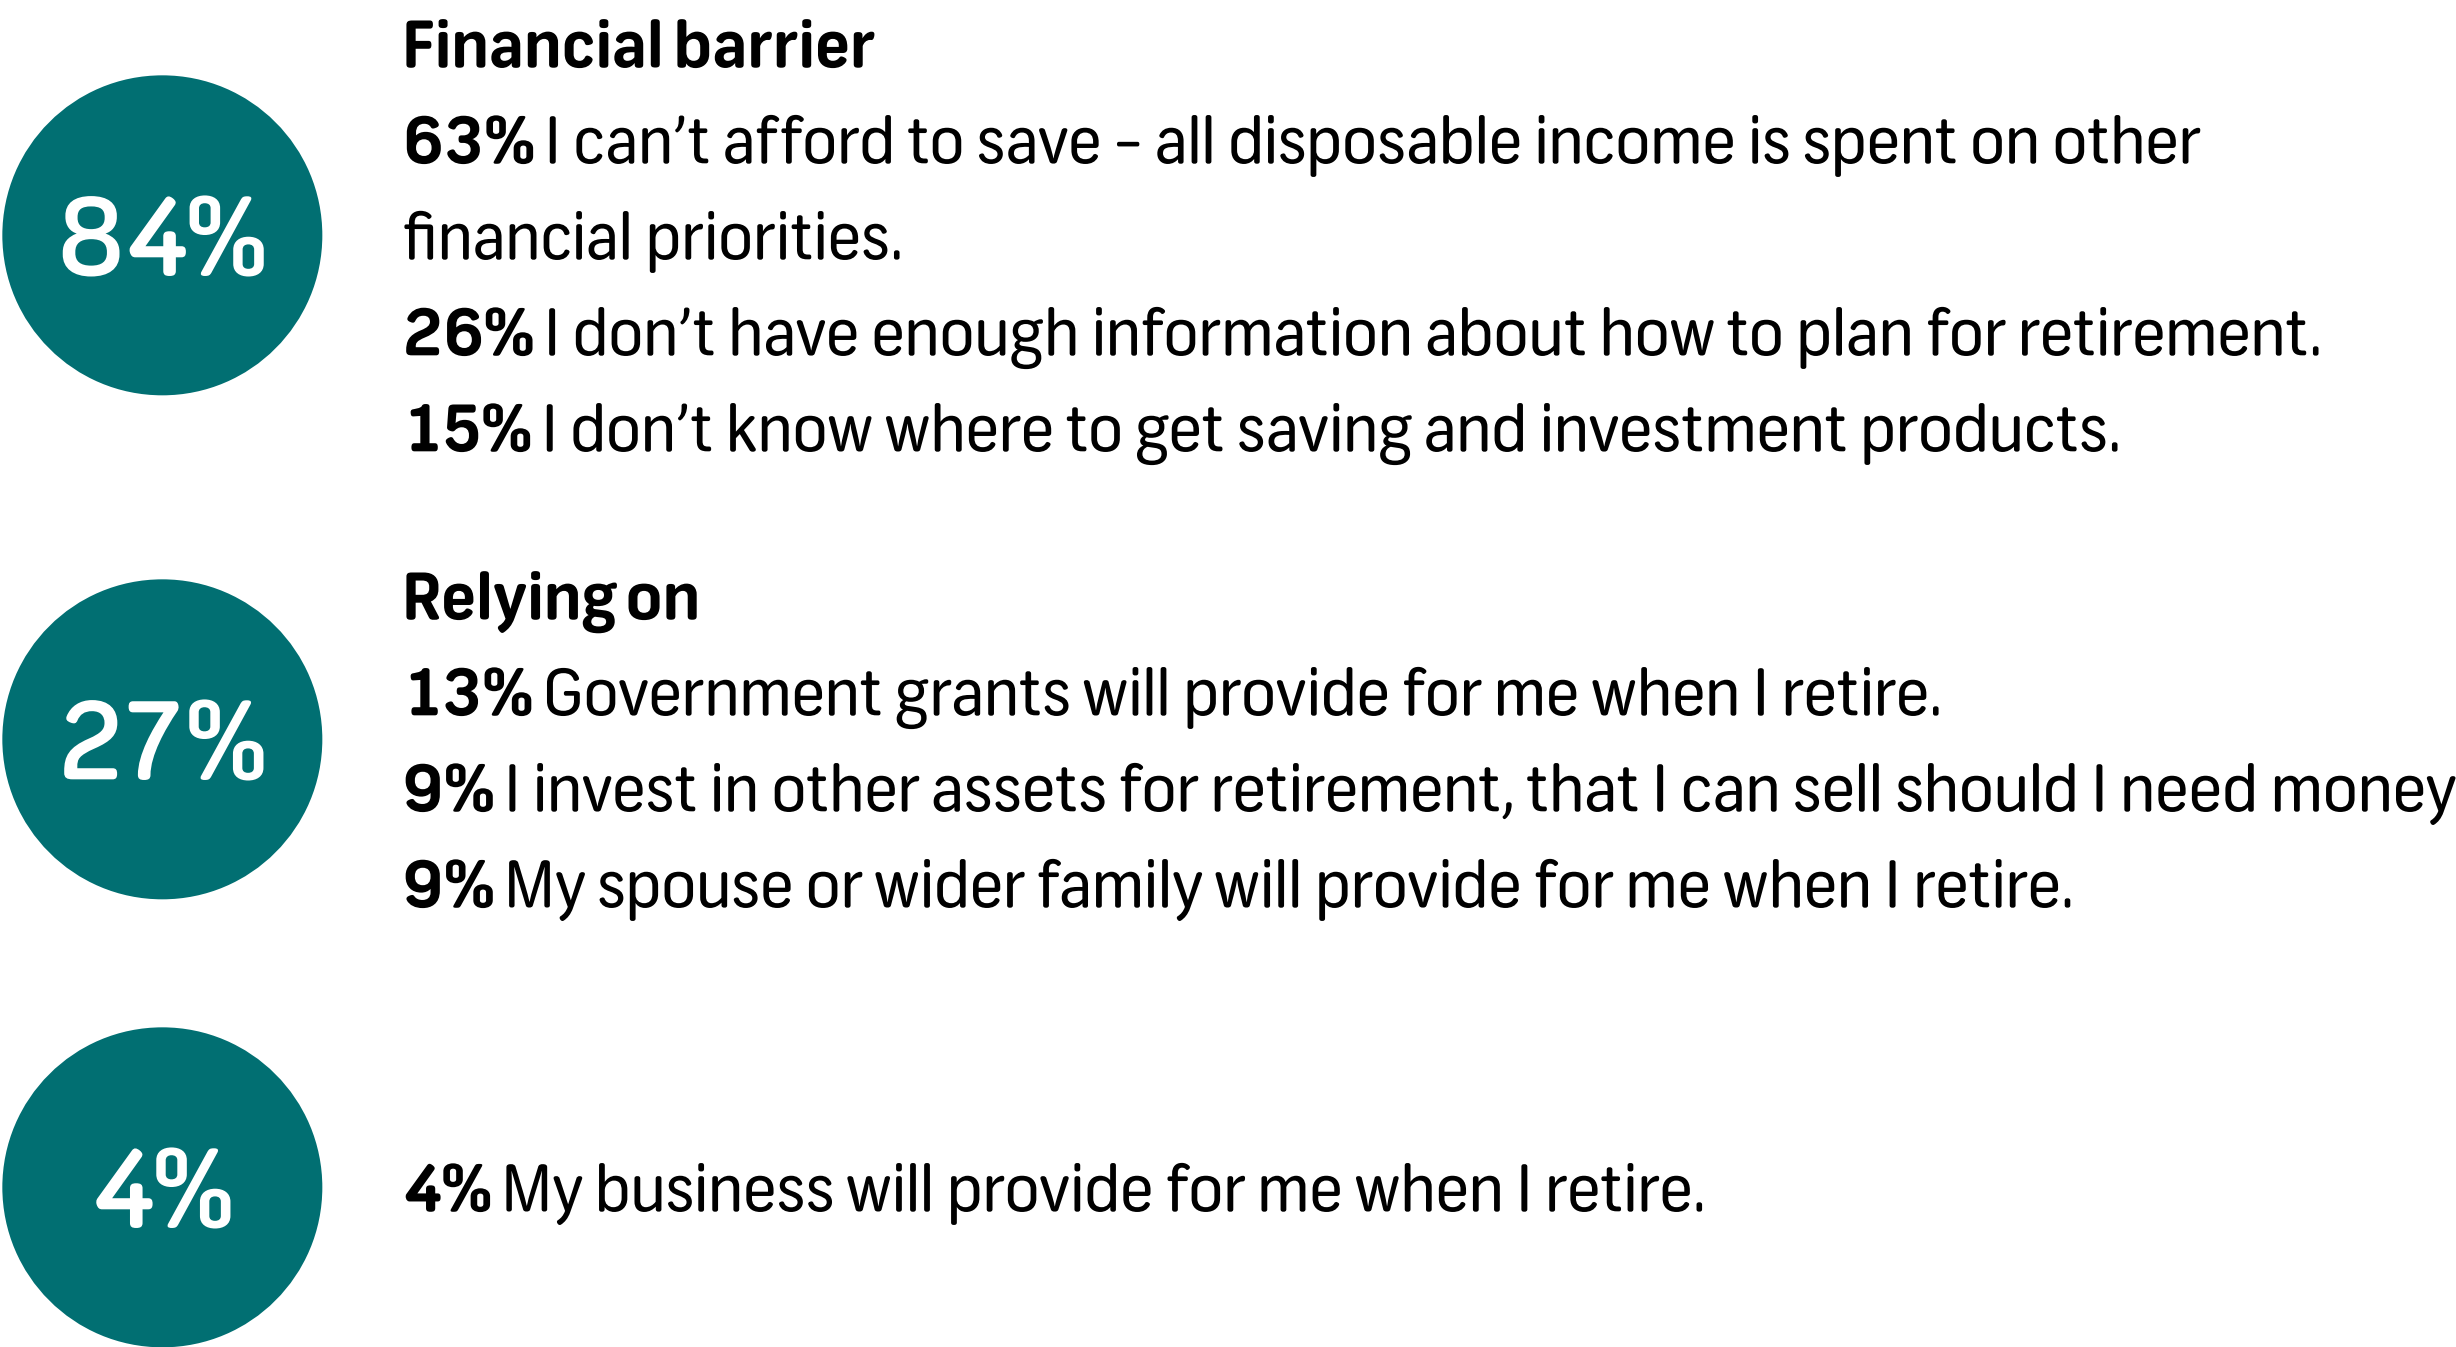 Financial barrier
84%
63% I can’t afford to save - all disposable income is spent on other
financial priorities.
26% I don’t have enough information about how to plan for retirement.
15% I don’t know where to get saving and investment products.
Relying on
27%
13% Government grants will provide for me when I retire.
9% I invest in other assets for retirement, that I can sell should I need money
9% My spouse or wider family will provide for me when I retire.
4%
4% My business will provide for me when I retire.